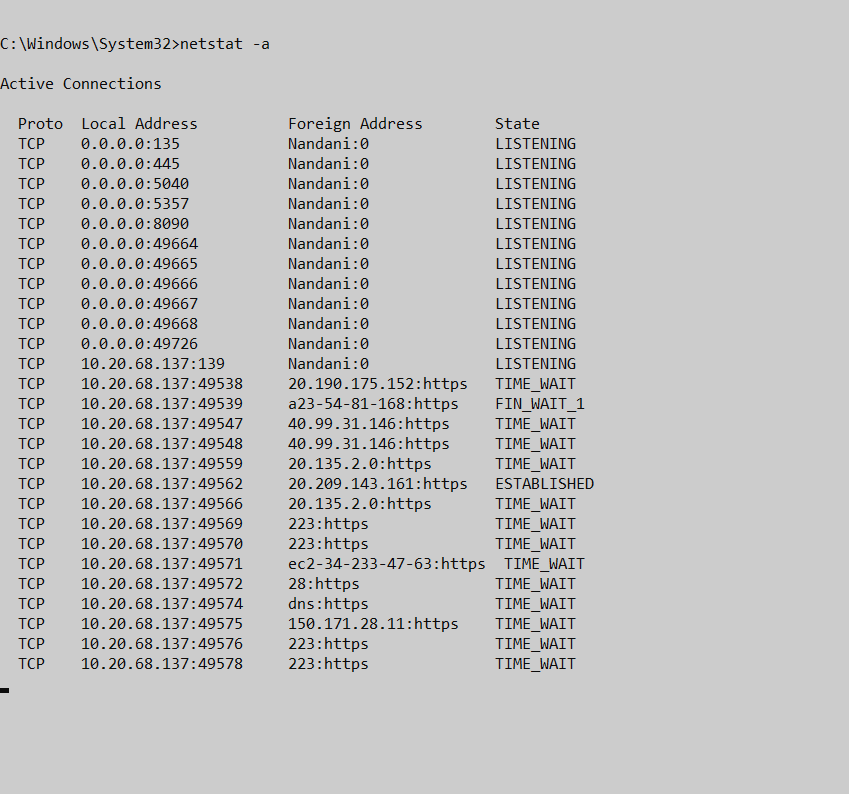 C:\Windows\System32>netstat -a
Active Connections
Proto Local Address Foreign Address State
TCP 0.0.0.0:135 Nandani:0 LISTENING
TCP 0.0.0.0:445 Nandani:0 LISTENING
TCP 0.0.0.0:5040 Nandani:0 LISTENING
TCP 0.0.0.0:5357 Nandani:0 LISTENING
TCP 0.0.0.0:8090 Nandani:0 LISTENING
TCP 0.0.0.0:49664 Nandani:0 LISTENING
TCP 0.0.0.0:49665 Nandani:0 LISTENING
TCP 0.0.0.0:49666 Nandani:0 LISTENING
TCP 0.0.0.0:49667 Nandani:0 LISTENING
TCP 0.0.0.0:49668 Nandani:0 LISTENING
TCP 0.0.0.0:49726 Nandani:0 LISTENING
TCP 10.20.68.137:139 Nandani:0 LISTENING
TCP 10.20.68.137:49538 20.190.175.152:https TIME_WAIT
TCP 10.20.68.137:49539 a23-54-81-168:https FIN_WAIT_1
TCP 10.20.68.137:49547 40.99.31.146:https TIME_WAIT
TCP 10.20.68.137:49548 40.99.31.146:https TIME_WAIT
TCP 10.20.68.137:49559 20.135.2.0:https TIME_WAIT
TCP 10.20.68.137:49562 20.209.143.161:https ESTABLISHED
TCP 10.20.68.137:49566 20.135.2.0:https TIME_WAIT
TCP 10.20.68.137:49569 223:https TIME_WAIT
TCP 10.20.68.137:49570 223:https TIME_WAIT
TCP 10.20.68.137:49571 ec2-34-233-47-63:https TIME_WAIT
TCP 10.20.68.137:49572 28:https TIME_WAIT
TCP 10.20.68.137:49574 dns:https TIME_WAIT
TCP 10.20.68.137:49575 150.171.28.11:https TIME_WAIT
TCP 10.20.68.137:49576 223:https TIME_WAIT
TCP 10.20.68.137:49578 223:https TIME_WAIT